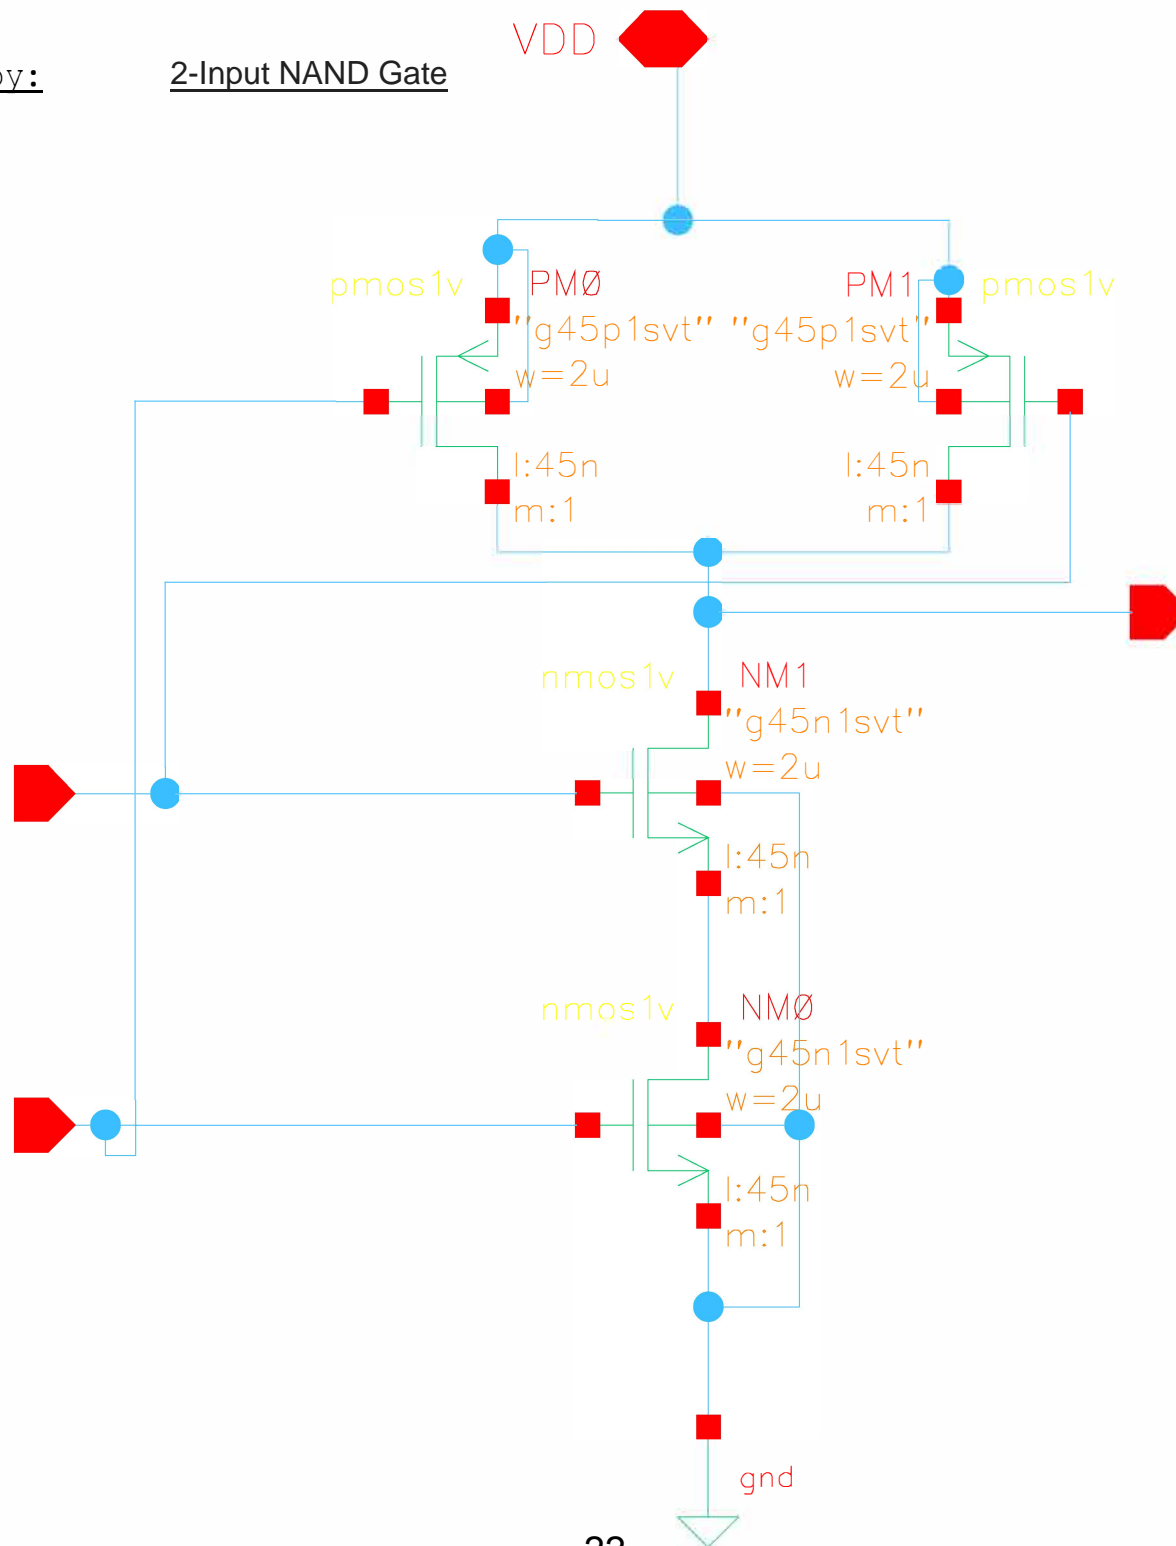 VDD
by: 2-Input NAND Gate
pmos1v PMØ PM1 pmos1v
"g45p1svt" "g45p1svt"
w=2u w=2u
l:45n l:45n
m:1 m:1
nmos1v NM1
"g45n1svt"
w=2u
l:45n
m:1
nmos1v NMØ
"g45n1svt"
w=2u
l:45n
m:1
gnd